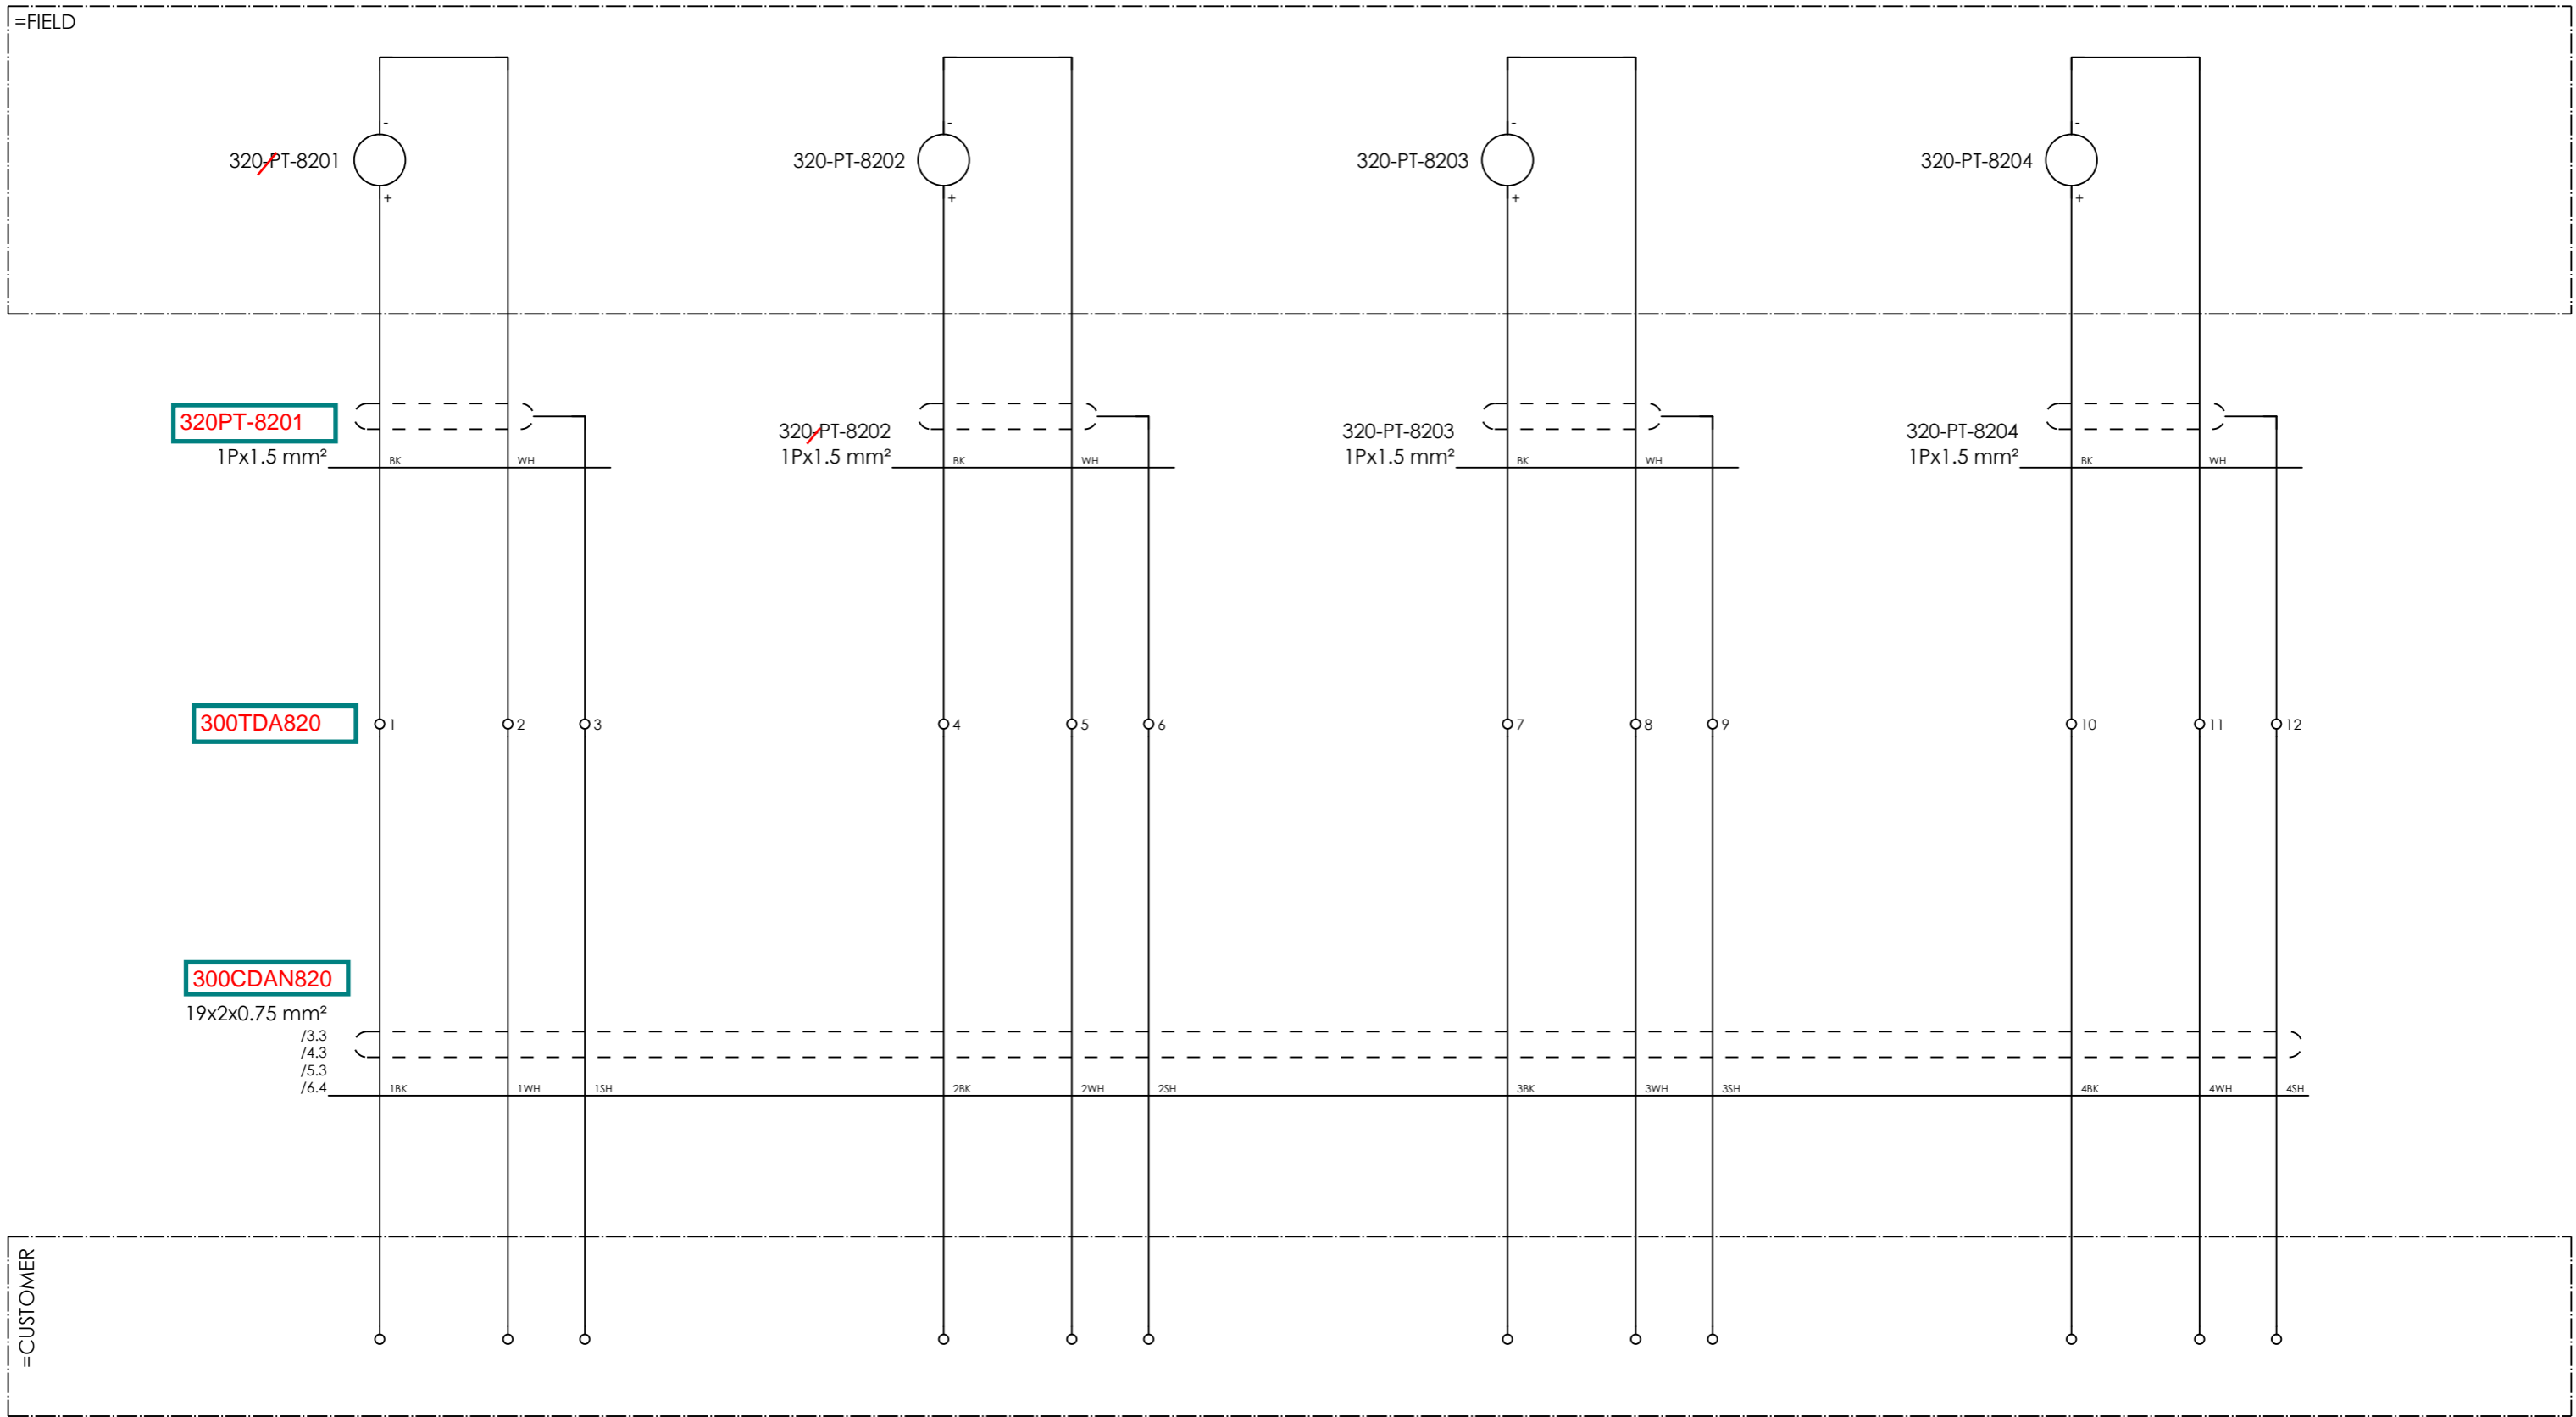 =FIELD
-
-
-
-
320-PT-8201
320-PT-8202
320-PT-8203
320-PT-8204
+
+
+
+
320PT-8201
320-PT-8202
320-PT-8203
320-PT-8204
1Px1.5 mm²
1Px1.5 mm²
1Px1.5 mm²
1Px1.5 mm²
BK WH
BK WH
BK WH
BK WH
300TDA820
1 2 3 4 5 6 7 8 9 10 11 12
300CDAN820
19x2x0.75 mm²
/3.3
/4.3
/5.3
/6.4
1BK 1WH 1SH 2BK 2WH 2SH 3BK 3WH 3SH 4BK 4WH 4SH
=CUSTOMER